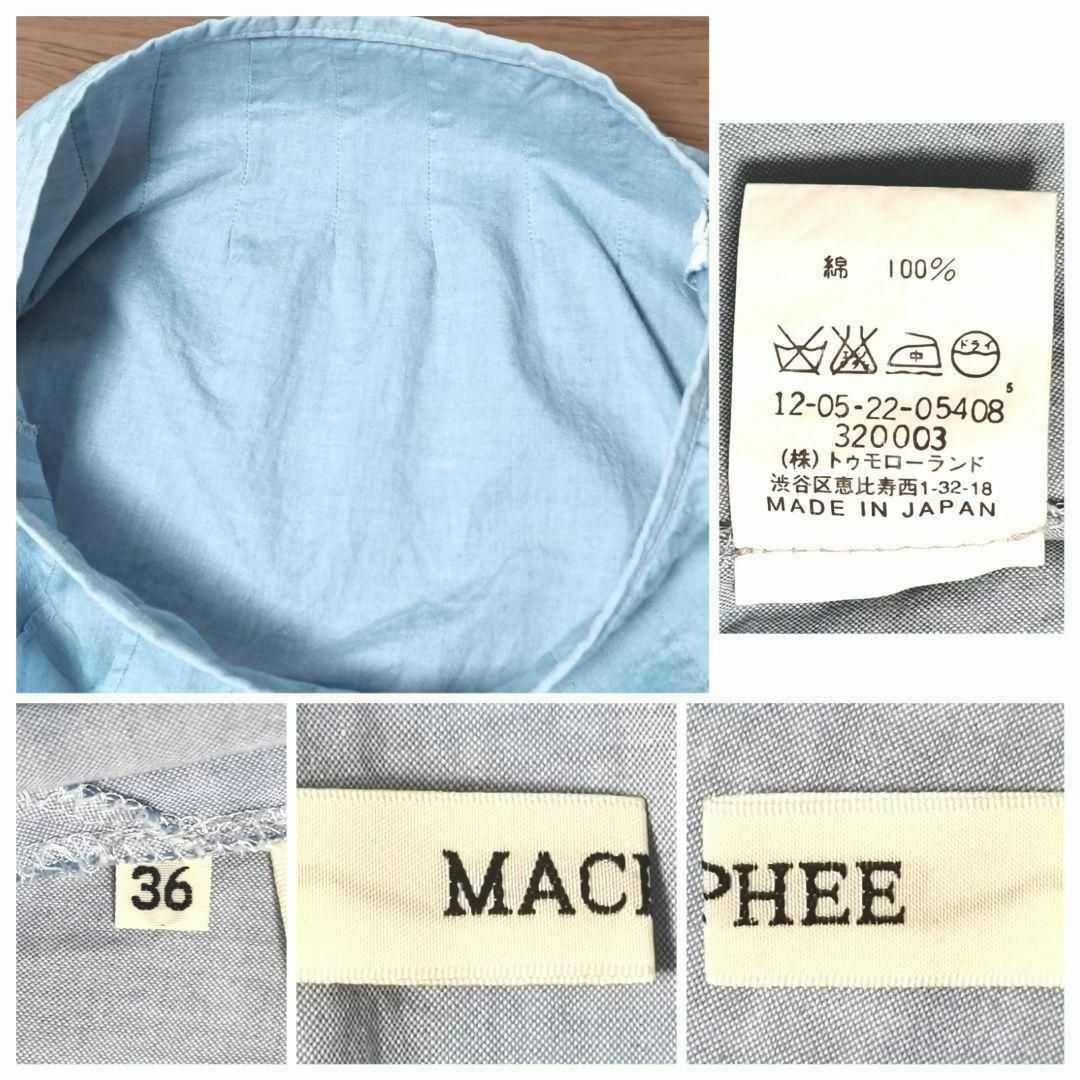 綿 100%
中 ドライ
12-05-22-05408 5
320003
(株)トゥモローランド
渋谷区恵比寿西1-32-18
MADE IN JAPAN
36
MAC
PHEE